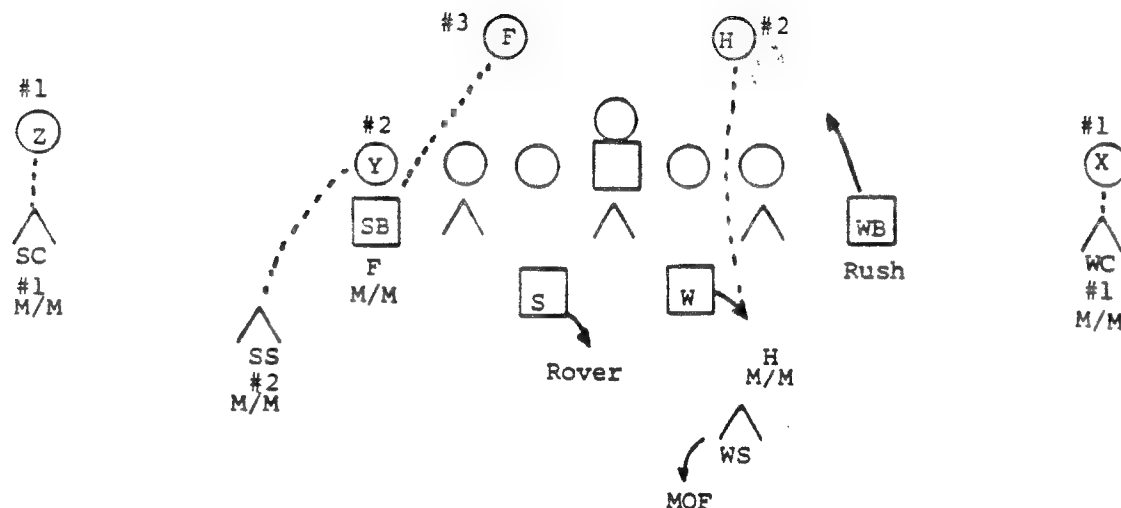 #3 F H #2
#1
Z
#2
Y
#1
X
SB
WB
SC
#1
M/M
F
M/M
Rush
WC
#1
M/M
S
W
SS
#2
M/M
Rover
H
M/M
WS
MOF